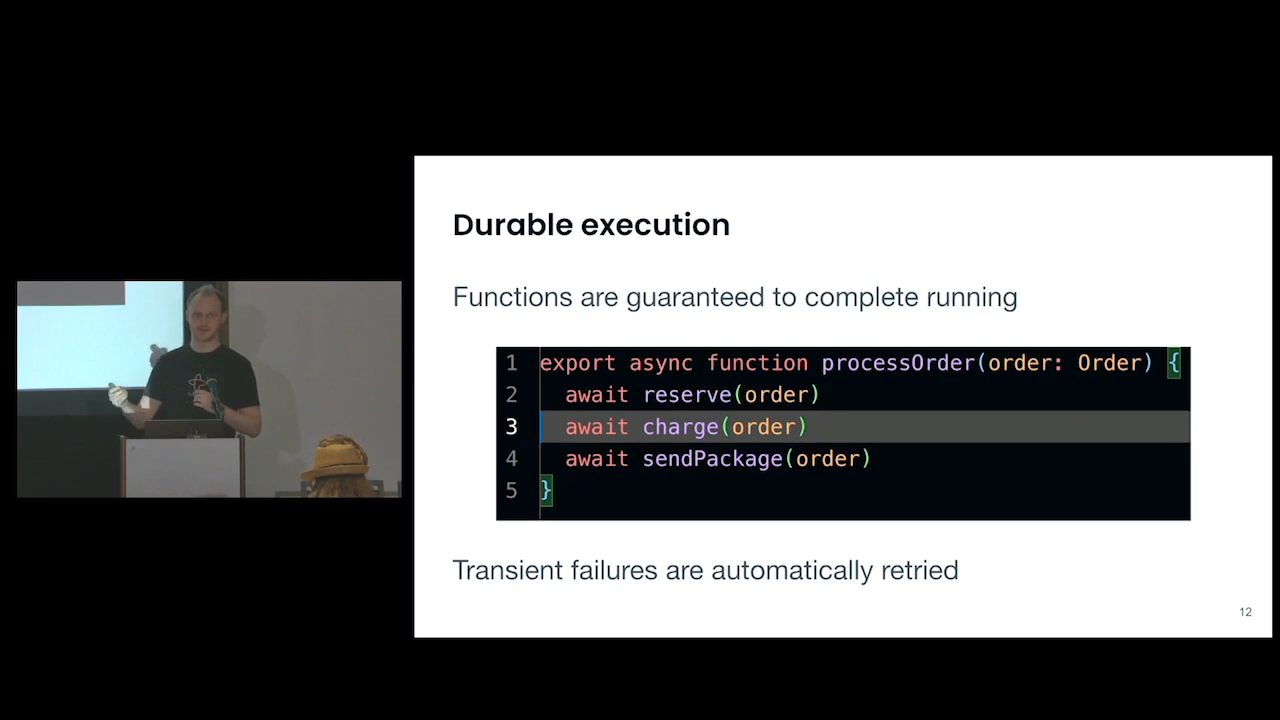 Durable execution
Functions are guaranteed to complete running
1 export async function processOrder(order: Order) {
2 await reserve(order)
3 await charge(order)
4 await sendPackage(order)
5 }
Transient failures are automatically retried
12